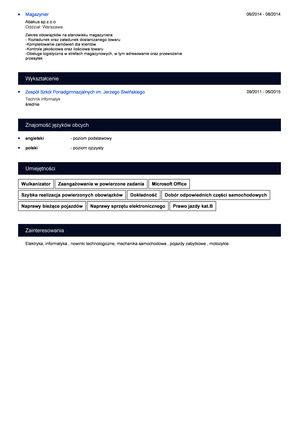 Magazynier 06/2014 - 08/2014
Abakus sp.z.o.o
Oddział: Warszawa
Zakres obowiązków na stanowisku magazyniera:
- Rozładunek oraz załadunek dostarczanego towaru
-Kompletowanie zamówień dla klientów
-Kontrola jakościowa oraz ilościowa towaru
-Obsługa logistyczna w strefach magazynowych, w tym adresowanie oraz przewożenie
przesyłek
Wykształcenie
Zespół Szkół Ponadgimnazjalnych im. Jerzego Siwińskiego 09/2011 - 06/2015
Technik informatyk
średnie
Znajomość języków obcych
angielski - poziom podstawowy
polski - poziom ojczysty
Umiejętności
Wulkanizator Zaangażowanie w powierzone zadania Microsoft Office
Szybka realizacja powierzonych obowiązków Dokładność Dobór odpowiednich części samochodowych
Naprawy bieżące pojazdów Naprawy sprzętu elektronicznego Prawo jazdy kat.B
Zainteresowania
Elektryka, informatyka , nowinki technologiczne, mechanika samochodowa , pojazdy zabytkowe , motocykle.